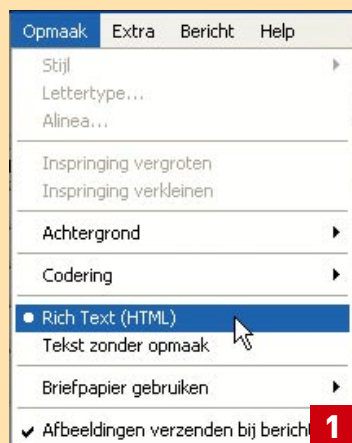 Opmaak Extra Bericht Help
Stijl
Lettertype...
Alinea...
Inspringing vergroten
Inspringing verkleinen
Achtergrond
Codering
Rich Text (HTML)
Tekst zonder opmaak
Briefpapier gebruiken
Afbeeldingen verzenden bij bericht
1